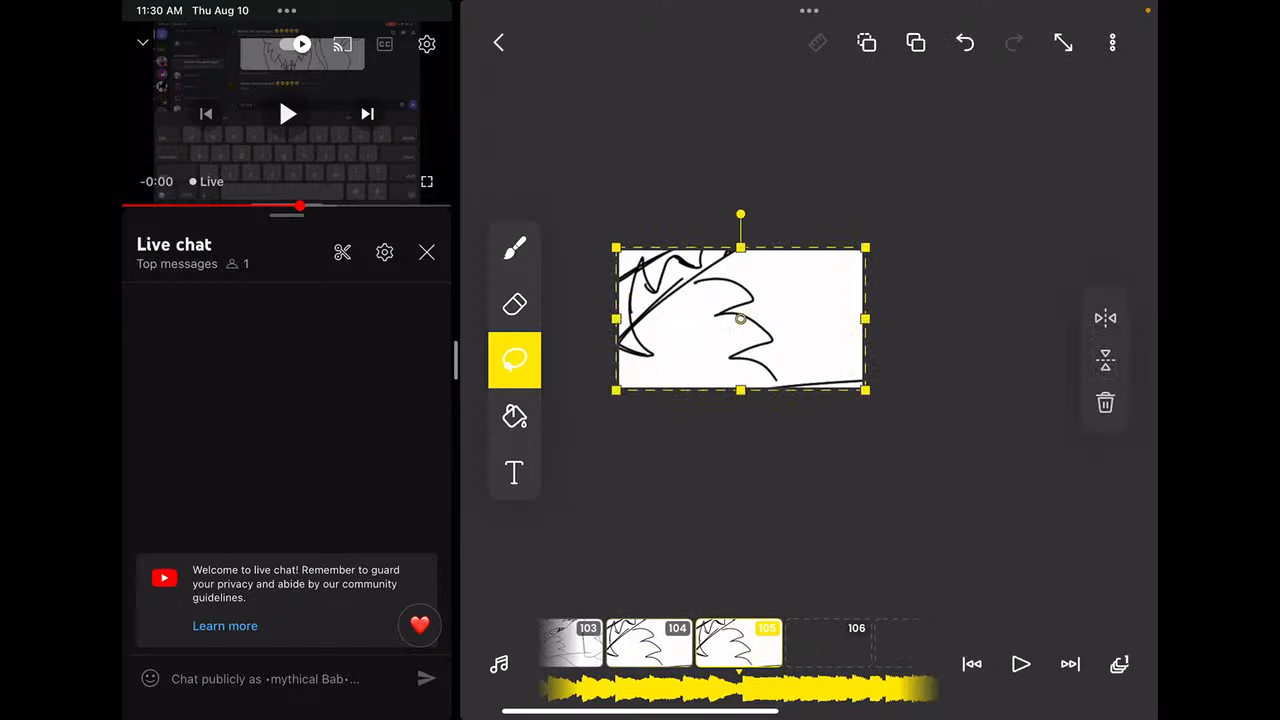 11:30 AM Thu Aug 10
CC
-0:00 Live
Live chat
Top messages 1
Welcome to live chat! Remember to guard
your privacy and abide by our community
guidelines.
Learn more
Chat publicly as •mythical Bab•...
T
103
104
105
106